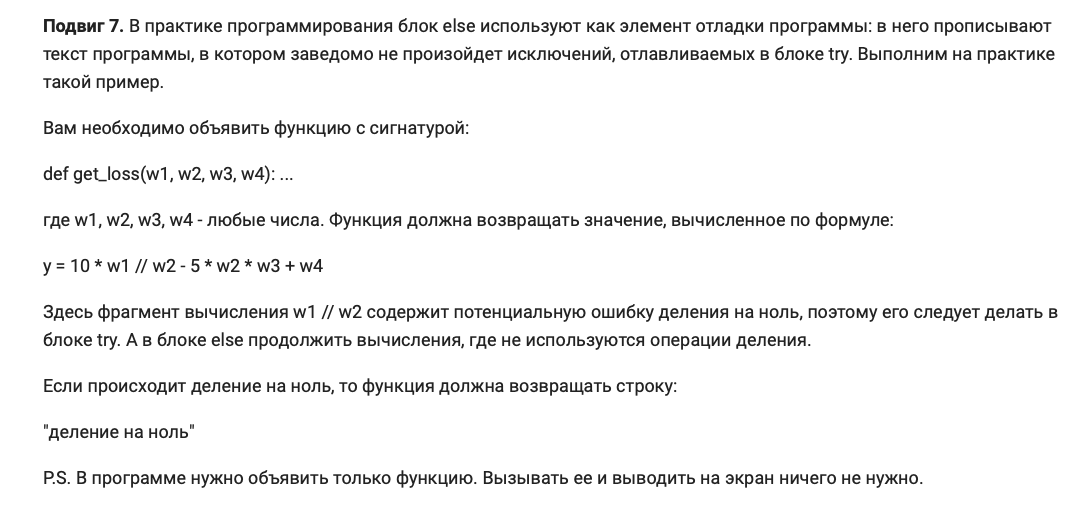 Подвиг 7. В практике программирования блок else используют как элемент отладки программы: в него прописывают
текст программы, в котором заведомо не произойдет исключений, отлавливаемых в блоке try. Выполним на практике
такой пример.
Вам необходимо объявить функцию с сигнатурой:
def get_loss(w1, w2, w3, w4): ...
где w1, w2, w3, w4 - любые числа. Функция должна возвращать значение, вычисленное по формуле:
y = 10 * w1 // w2 - 5 * w2 * w3 + w4
Здесь фрагмент вычисления w1 // w2 содержит потенциальную ошибку деления на ноль, поэтому его следует делать в
блоке try. А в блоке else продолжить вычисления, где не используются операции деления.
Если происходит деление на ноль, то функция должна возвращать строку:
"деление на ноль"
P.S. В программе нужно объявить только функцию. Вызывать ее и выводить на экран ничего не нужно.